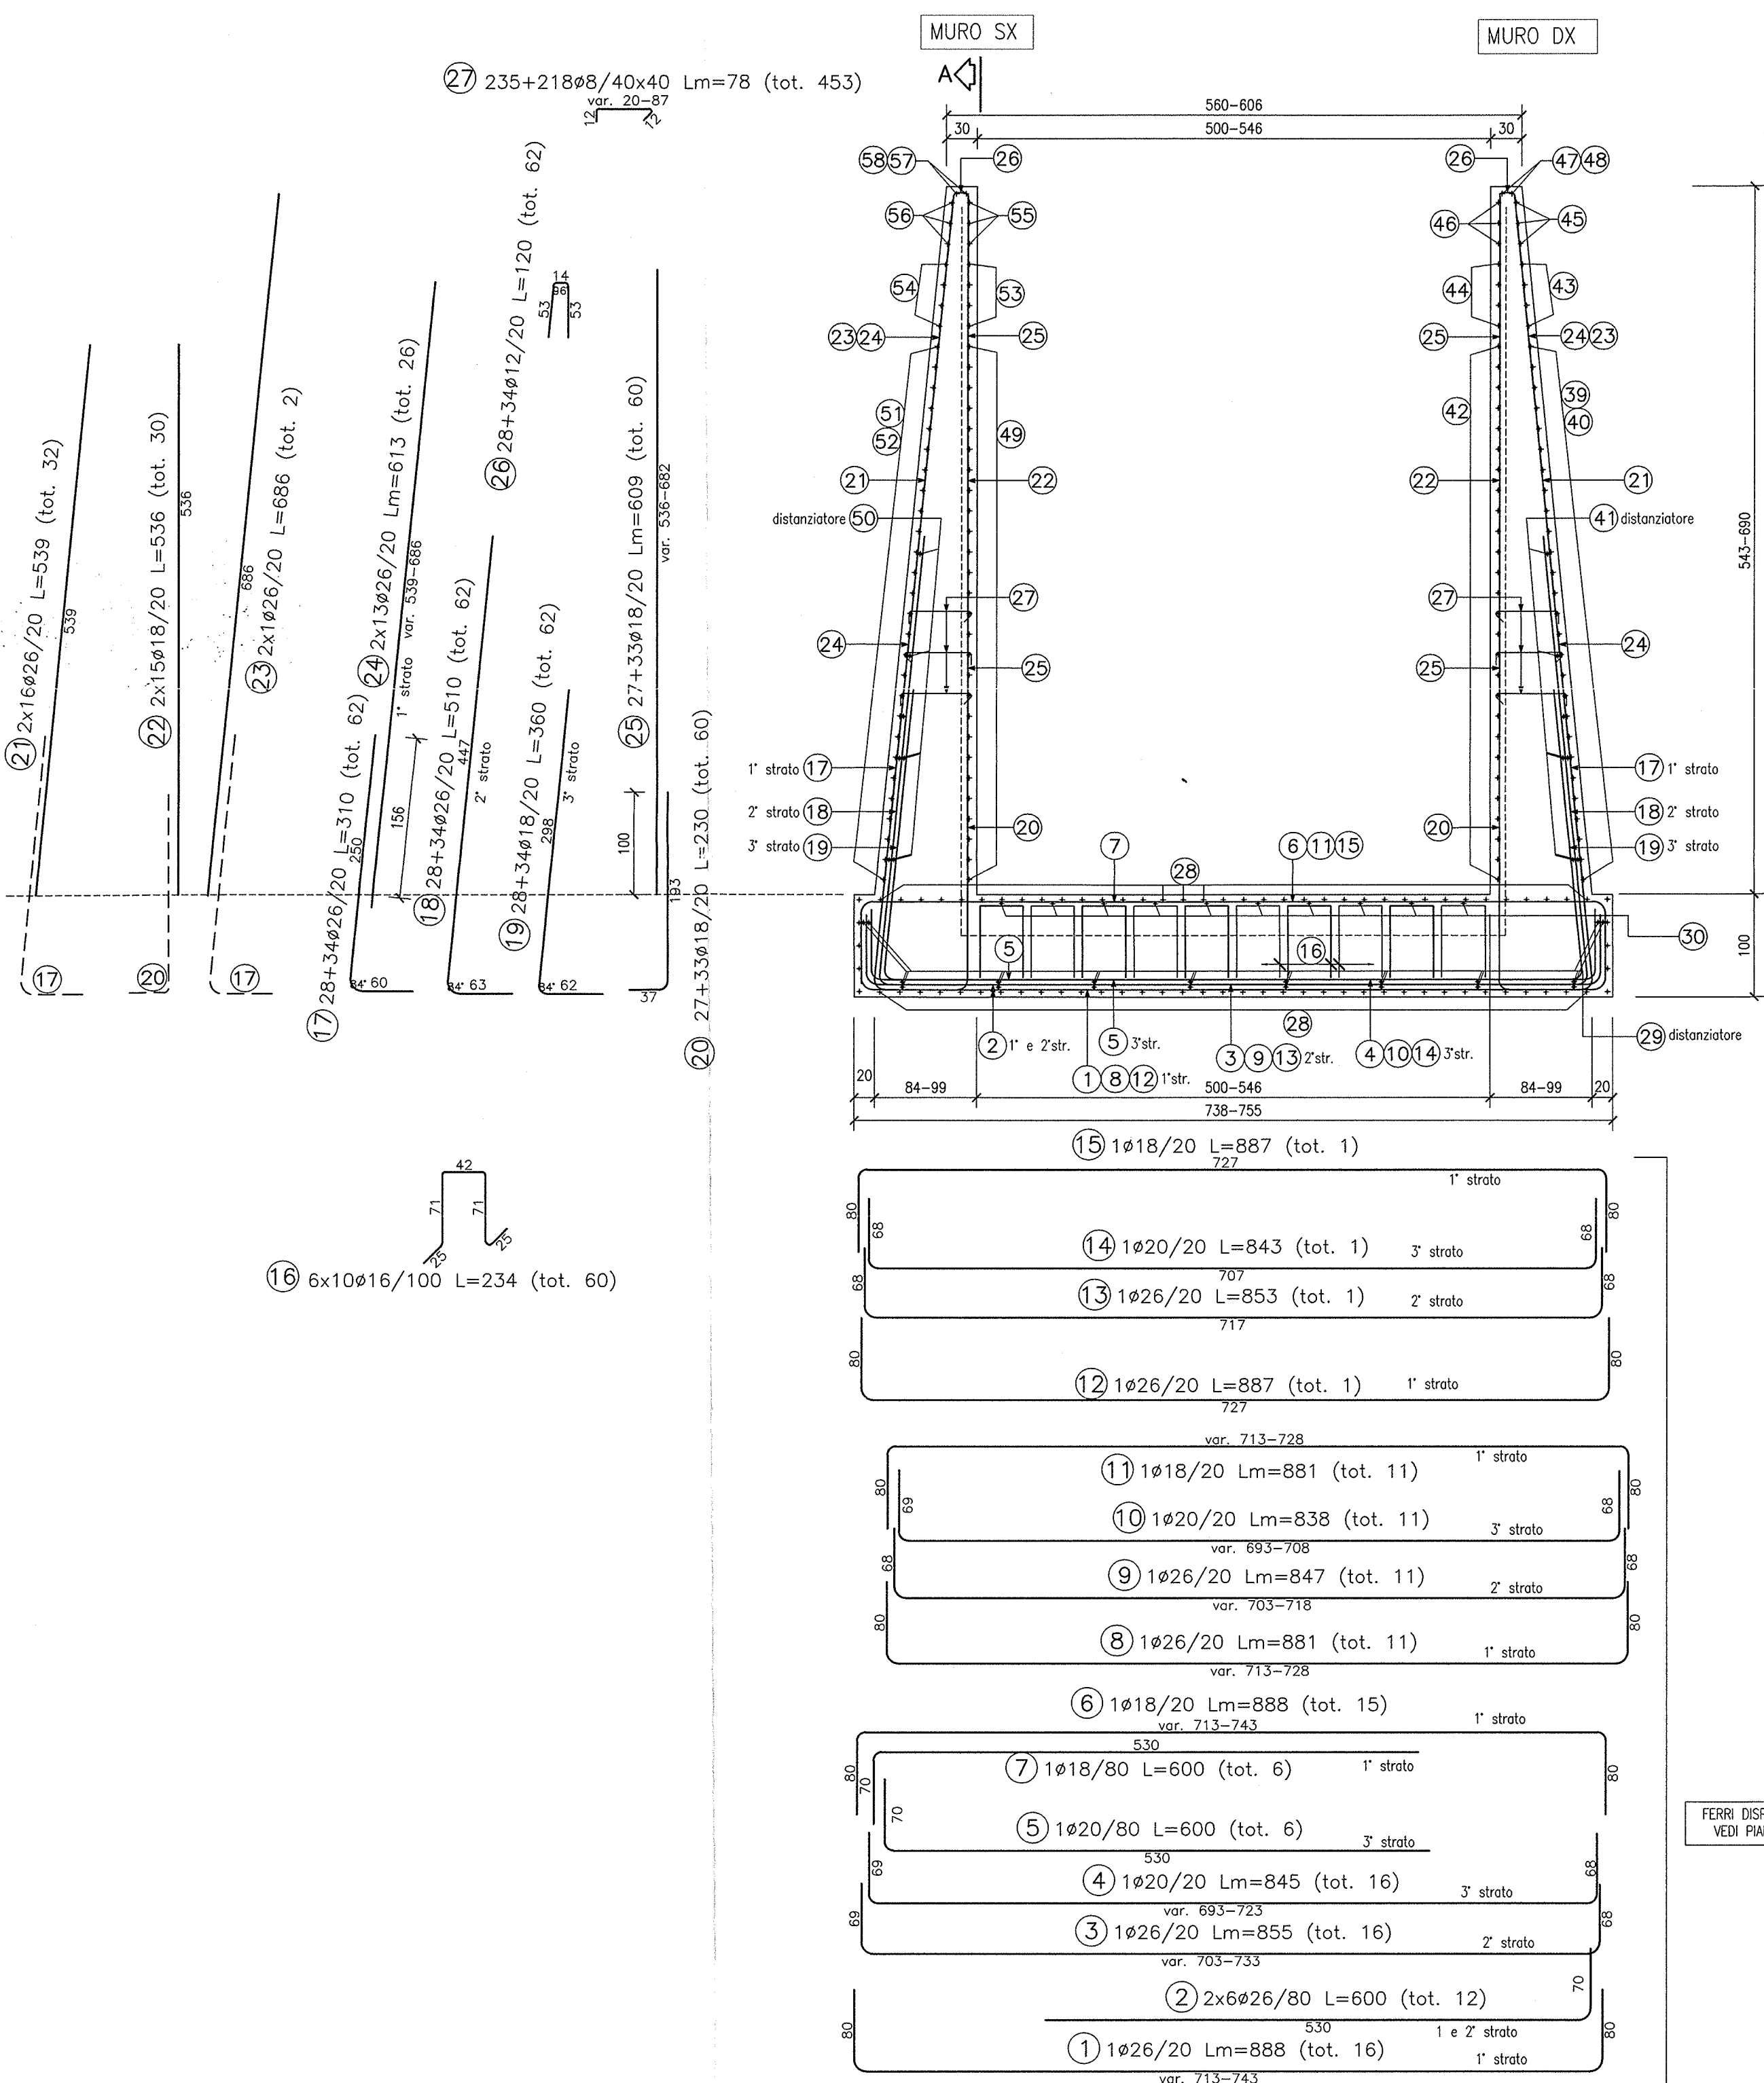 MURO SX
MURO DX
A
27 235+218ø8/40x40 Lm=78 (tot. 453)
var. 20-87
12
12
560-606
30
500-546
30
58 57
26
26
47 48
56
55
46
45
54
53
44
43
23 24
25
25
24 23
51
52
49
42
39
40
21
22
22
21
distanziatore 50
41 distanziatore
27
27
24
25
25
24
1° strato 17
17 1° strato
2° strato 18
18 2° strato
3° strato 19
19 3° strato
20
20
7
6 11 15
28
5
16
30
28
29 distanziatore
2 1° e 2°str.
5 3°str.
3 9 13 2°str.
4 10 14 3°str.
1 8 12 1°str.
543-690
100
20
84-99
500-546
84-99
20
738-755
21 2x16ø26/20 L=539 (tot. 32)
539
22 2x15ø18/20 L=536 (tot. 30)
536
23 2x1ø26/20 L=686 (tot. 2)
686
24 2x13ø26/20 Lm=613 (tot. 26)
1° strato var. 539-686
26 28+34ø12/20 L=120 (tot. 62)
14
53
53
25 27+33ø18/20 Lm=609 (tot. 60)
var. 536-682
17 28+34ø26/20 L=310 (tot. 62)
250
156
18 28+34ø26/20 L=510 (tot. 62)
447
2° strato
19 28+34ø18/20 L=360 (tot. 62)
298
3° strato
100
193
20 27+33ø18/20 L=230 (tot. 60)
17
20
17
84° 60
84° 63
84° 62
37
42
71
71
25
25
16 6x10ø16/100 L=234 (tot. 60)
15 1ø18/20 L=887 (tot. 1)
727
1° strato
80
80
68
68
14 1ø20/20 L=843 (tot. 1) 3° strato
707
68
68
13 1ø26/20 L=853 (tot. 1) 2° strato
717
80
80
12 1ø26/20 L=887 (tot. 1) 1° strato
727
var. 713-728
1° strato
11 1ø18/20 Lm=881 (tot. 11)
80
80
69
68
10 1ø20/20 Lm=838 (tot. 11) 3° strato
var. 693-708
68
68
9 1ø26/20 Lm=847 (tot. 11) 2° strato
var. 703-718
80
80
8 1ø26/20 Lm=881 (tot. 11) 1° strato
var. 713-728
6 1ø18/20 Lm=888 (tot. 15) 1° strato
var. 713-743
530
80
70
80
7 1ø18/80 L=600 (tot. 6) 1° strato
70
5 1ø20/80 L=600 (tot. 6) 3° strato
530
69
68
4 1ø20/20 Lm=845 (tot. 16) 3° strato
var. 693-723
69
68
3 1ø26/20 Lm=855 (tot. 16) 2° strato
var. 703-733
70
2 2x6ø26/80 L=600 (tot. 12)
530
1 e 2° strato
80
80
1 1ø26/20 Lm=888 (tot. 16) 1° strato
var. 713-743
FERRI
VEDI